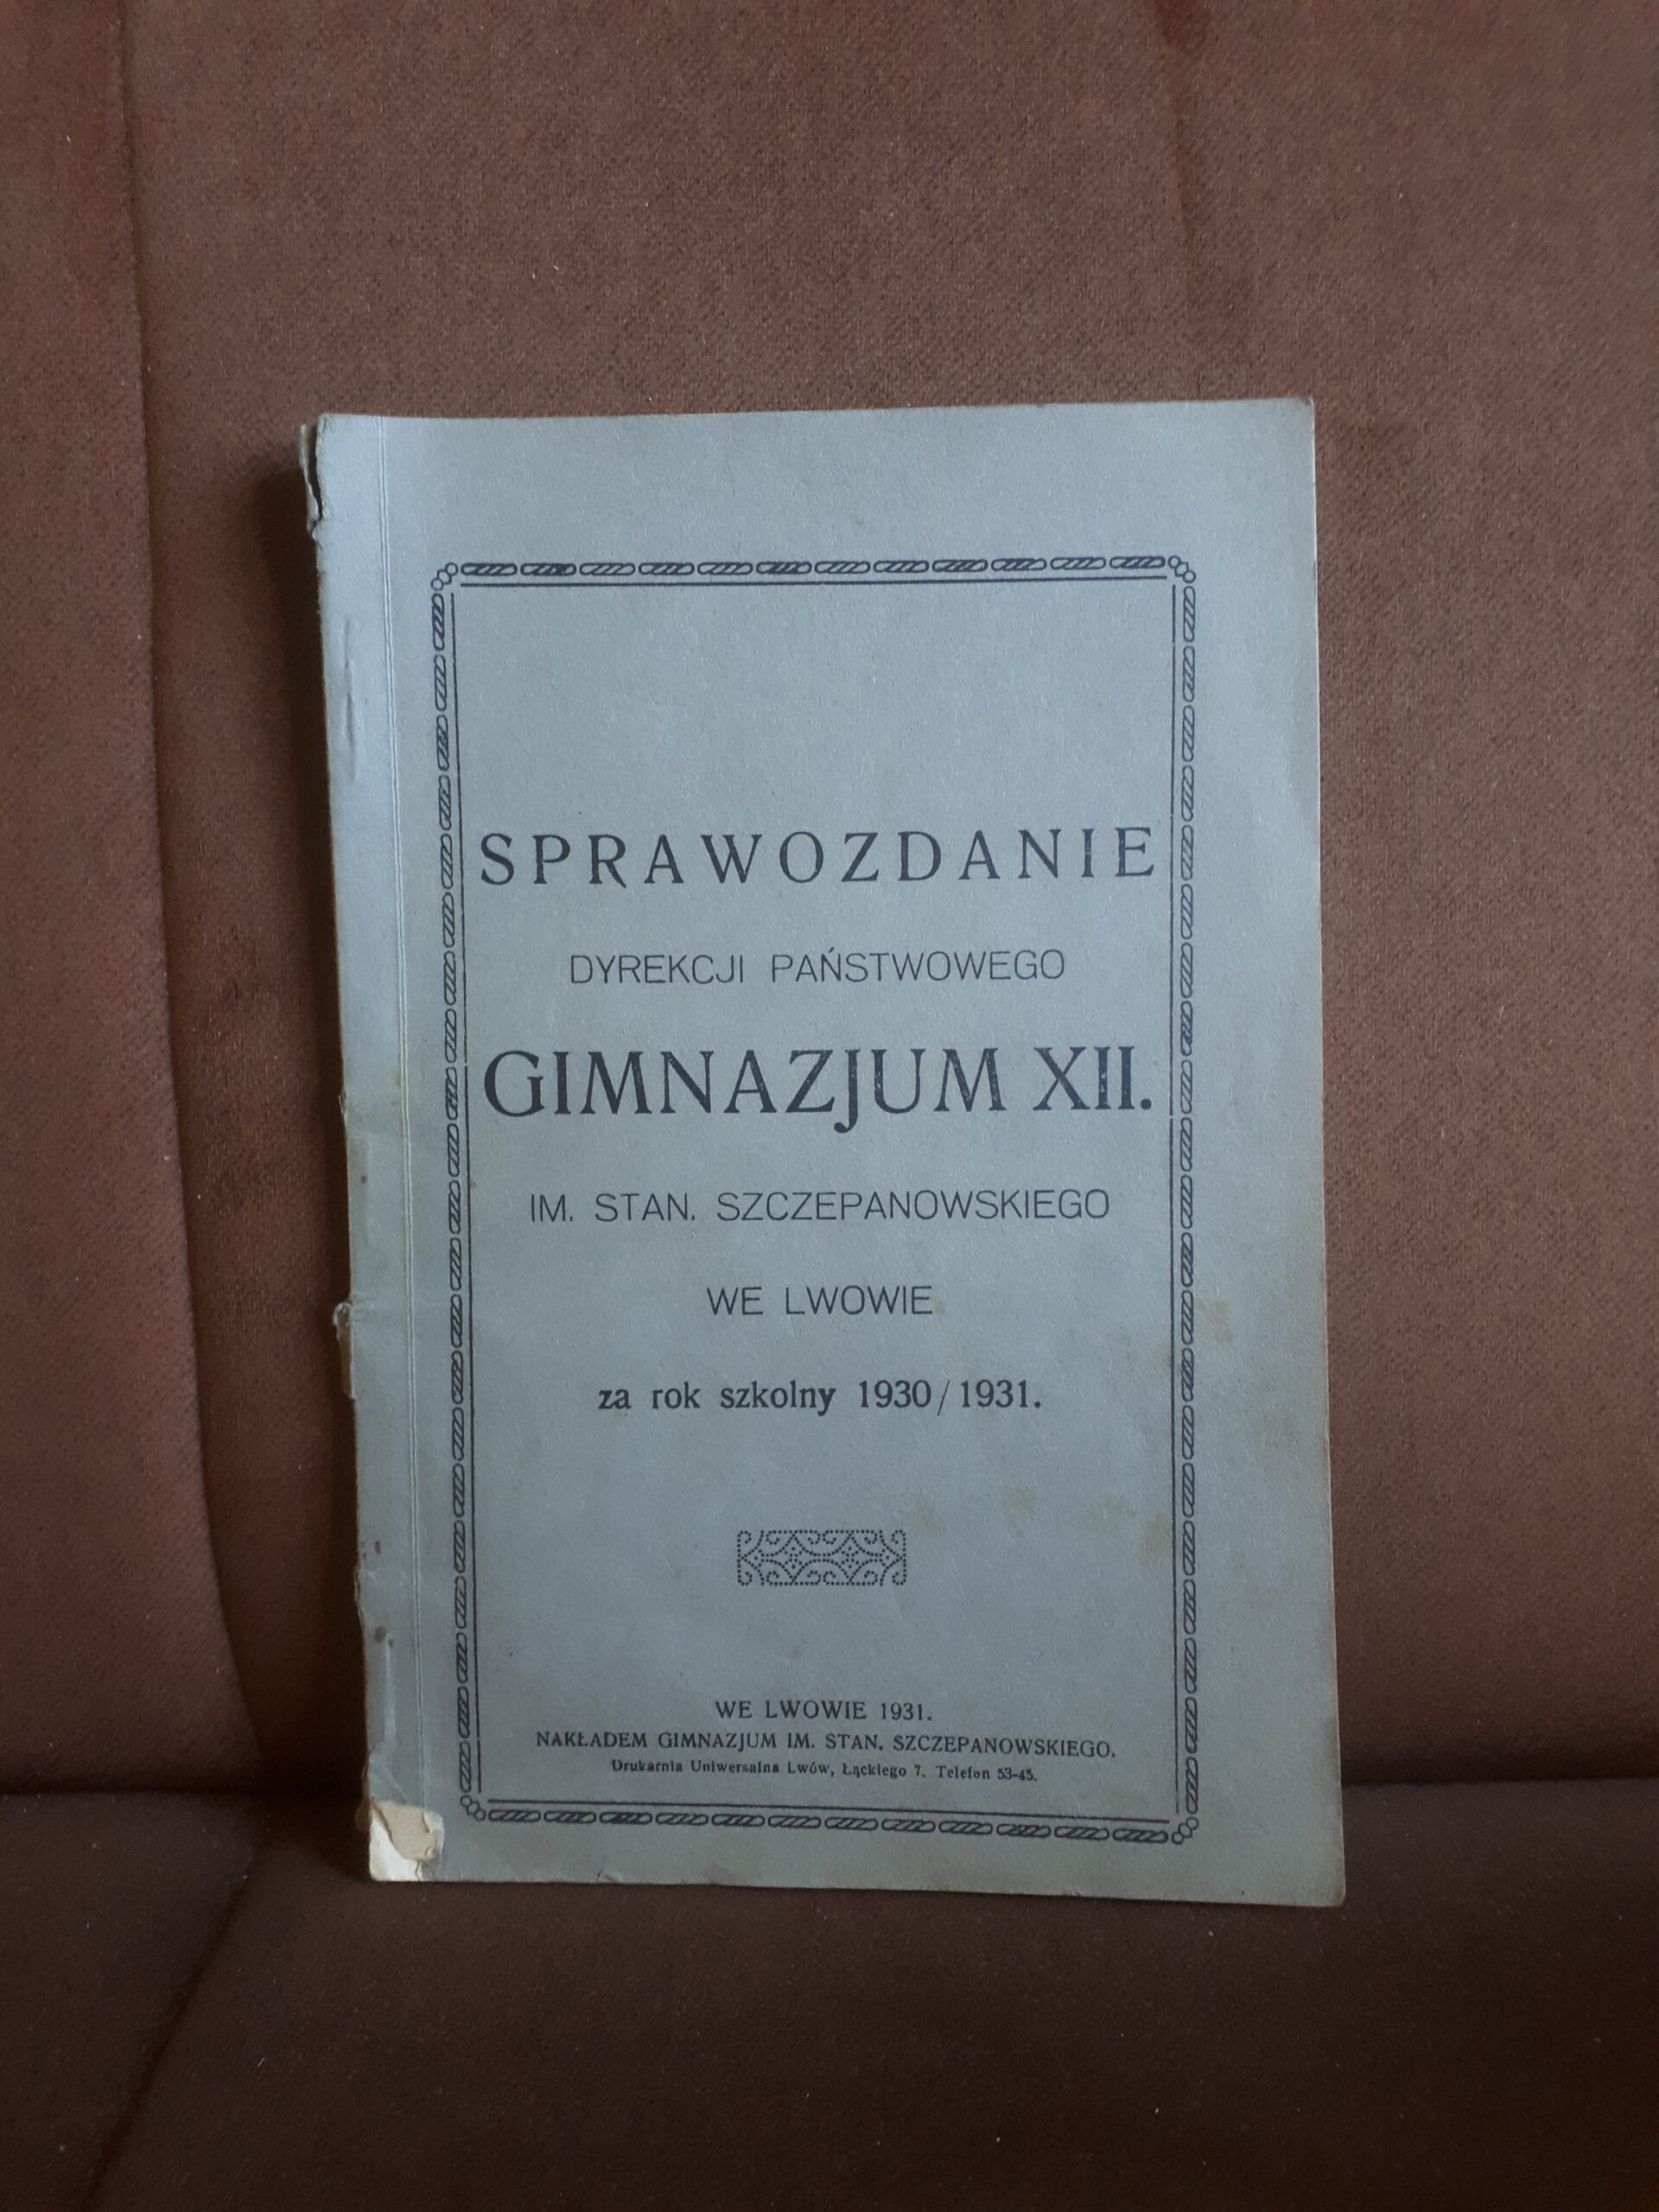 SPRAWOZDANIE
DYREKCJI PAŃSTWOWEGO
GIMNAZJUM XII.
IM. STAN. SZCZEPANOWSKIEGO
WE LWOWIE
za rok szkolny 1930/1931.
WE LWOWIE 1931.
NAKŁADEM GIMNAZJUM IM. STAN. SZCZEPANOWSKIEGO.
Drukarnia Uniwersalna Lwów, Łąckiego 7. Telefon 53-45.